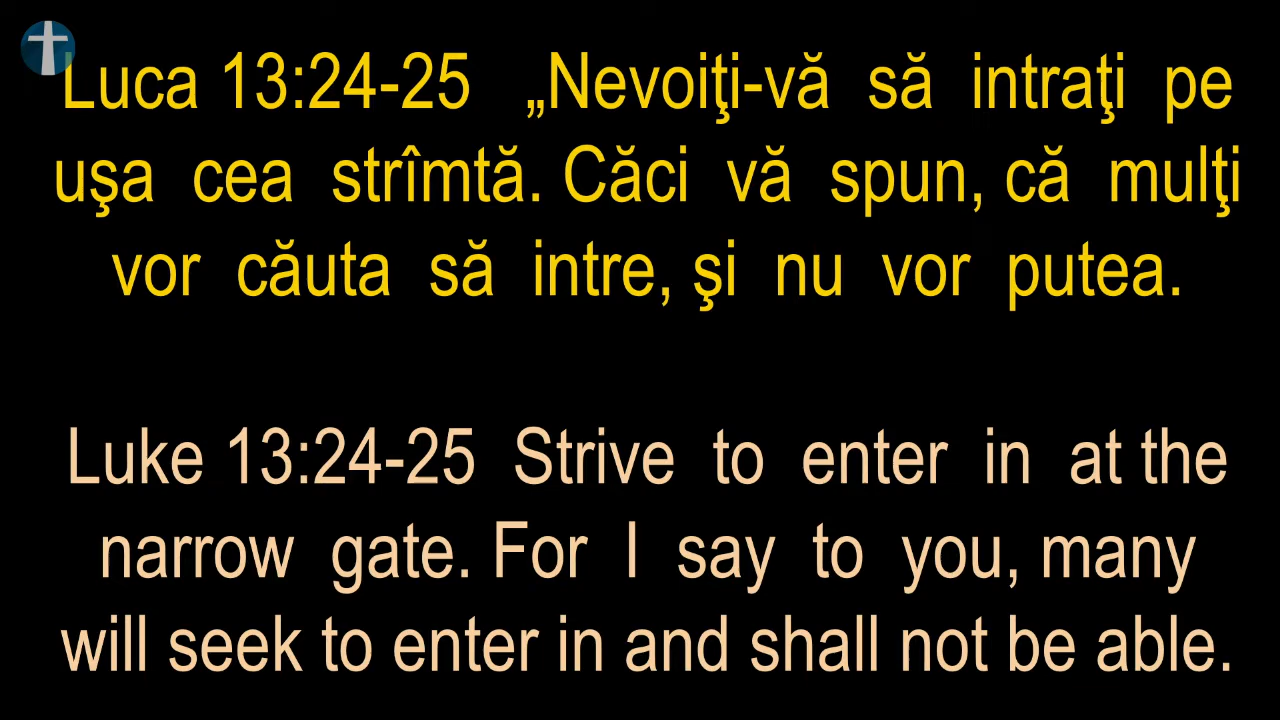 Luca 13:24-25 „Nevoiţi-vă să intraţi pe
uşa cea strîmtă. Căci vă spun, că mulţi
vor căuta să intre, şi nu vor putea.
Luke 13:24-25 Strive to enter in at the
narrow gate. For I say to you, many
will seek to enter in and shall not be able.